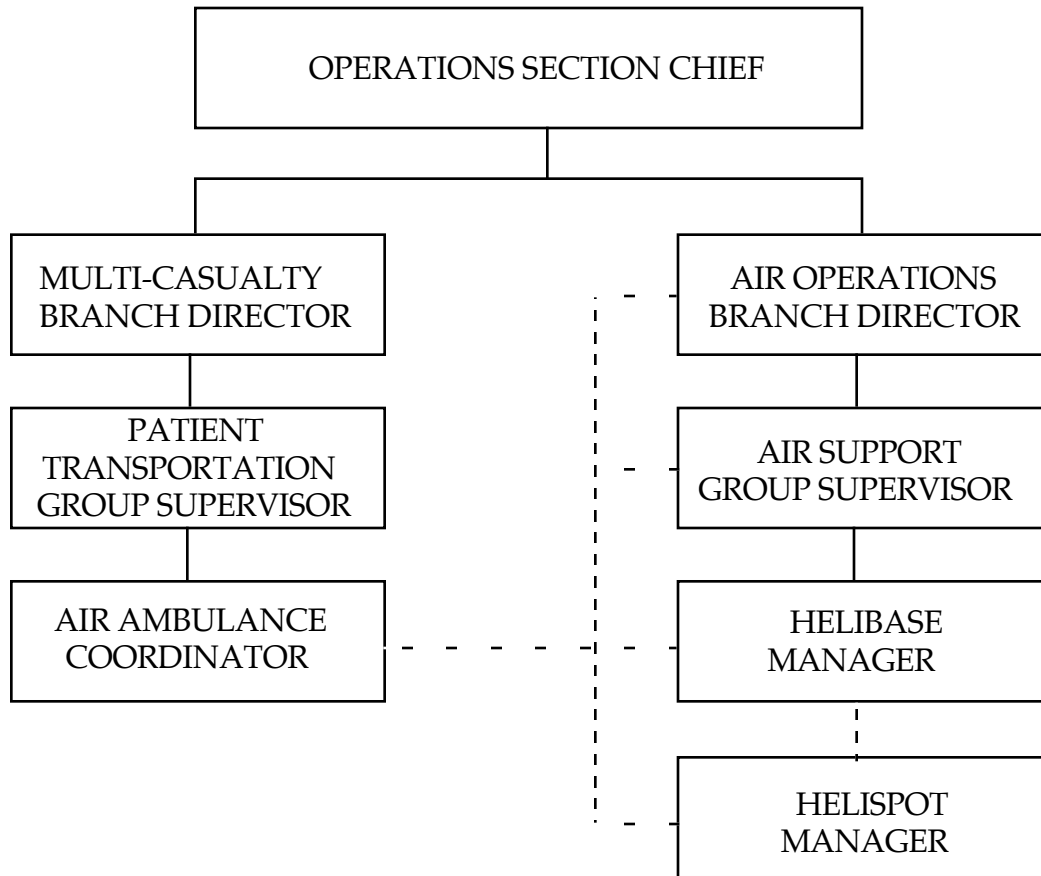 OPERATIONS SECTION CHIEF
MULTI-CASUALTY
BRANCH DIRECTOR
AIR OPERATIONS
BRANCH DIRECTOR
PATIENT
TRANSPORTATION
GROUP SUPERVISOR
AIR SUPPORT
GROUP SUPERVISOR
AIR AMBULANCE
COORDINATOR
HELIBASE
MANAGER
HELISPOT
MANAGER